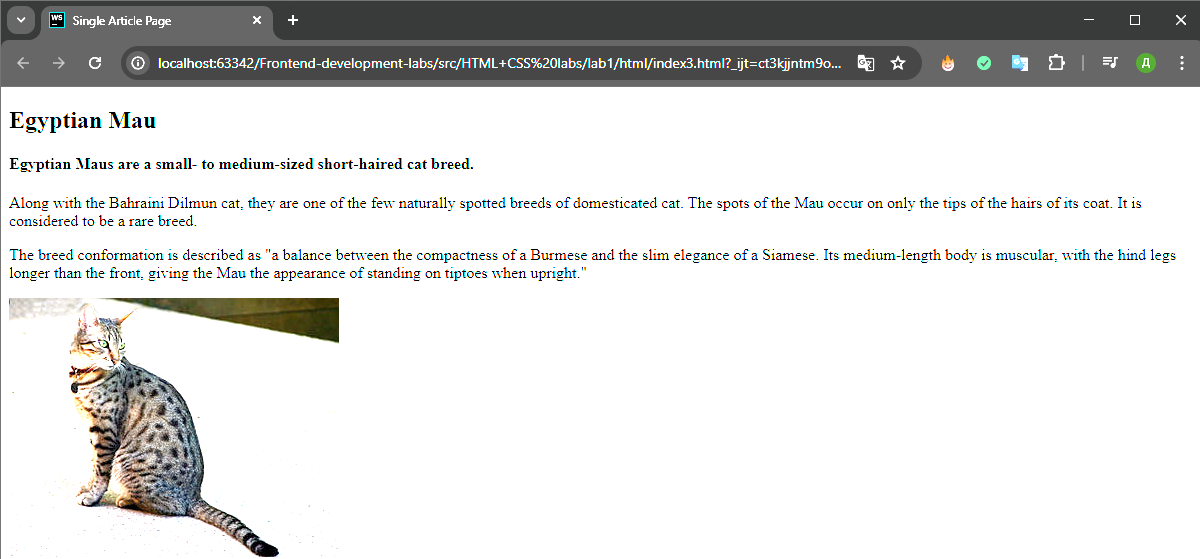 WS
Single Article Page
localhost:63342/Frontend-development-labs/src/HTML+CSS%20labs/lab1/html/index3.html?_ijt=ct3kjjntm9o...
Д
Egyptian Mau
Egyptian Maus are a small- to medium-sized short-haired cat breed.
Along with the Bahraini Dilmun cat, they are one of the few naturally spotted breeds of domesticated cat. The spots of the Mau occur on only the tips of the hairs of its coat. It is
considered to be a rare breed.
The breed conformation is described as "a balance between the compactness of a Burmese and the slim elegance of a Siamese. Its medium-length body is muscular, with the hind legs
longer than the front, giving the Mau the appearance of standing on tiptoes when upright."